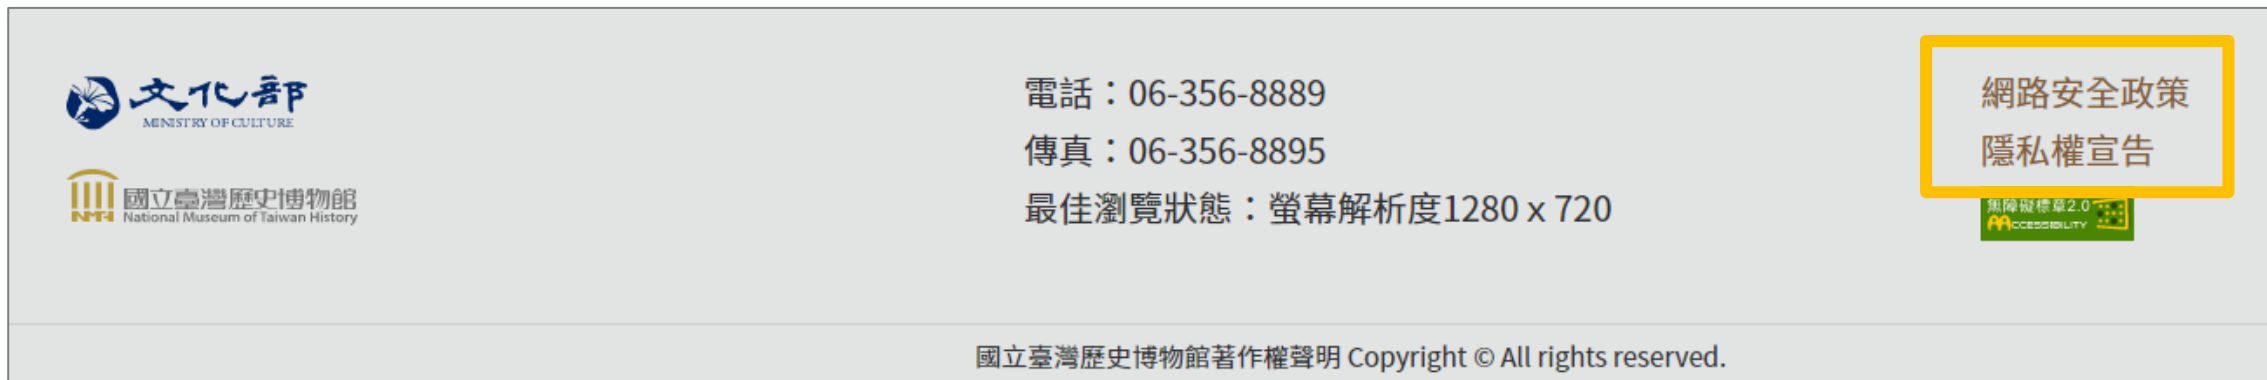 文化部
MINISTRY OF CULTURE
國立臺灣歷史博物館
NMTH National Museum of Taiwan History
電話：06-356-8889
傳真：06-356-8895
最佳瀏覽狀態：螢幕解析度1280 x 720
網路安全政策
隱私權宣告
無障礙標章2.0
AACCESSIBILITY
國立臺灣歷史博物館著作權聲明 Copyright © All rights reserved.